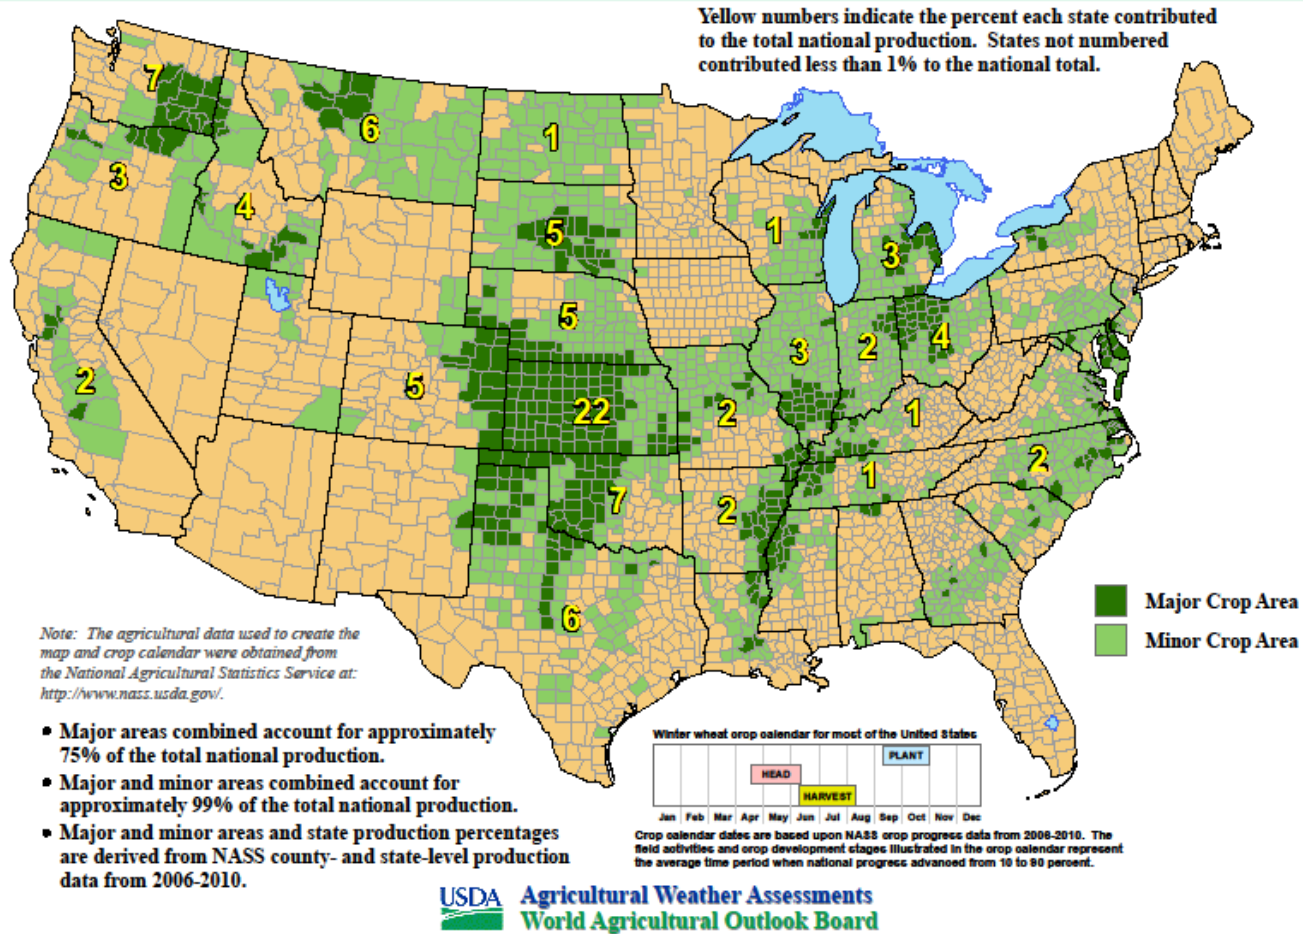 Yellow numbers indicate the percent each state contributed
to the total national production. States not numbered
contributed less than 1% to the national total.
7
6
1
3
4
5
1
3
5
2
5
22
3
2
4
2
1
7
2
1
2
6
Major Crop Area
Minor Crop Area
Note: The agricultural data used to create the
map and crop calendar were obtained from
the National Agricultural Statistics Service at:
http://www.nass.usda.gov/.
• Major areas combined account for approximately
75% of the total national production.
• Major and minor areas combined account for
approximately 99% of the total national production.
• Major and minor areas and state production percentages
are derived from NASS county- and state-level production
data from 2006-2010.
Winter wheat crop calendar for most of the United States
PLANT
HEAD
HARVEST
Jan Feb Mar Apr May Jun Jul Aug Sep Oct Nov Dec
Crop calendar dates are based upon NASS crop progress data from 2006-2010. The
field activities and crop development stages illustrated in the crop calendar represent
the average time period when national progress advanced from 10 to 90 percent.
USDA Agricultural Weather Assessments
World Agricultural Outlook Board